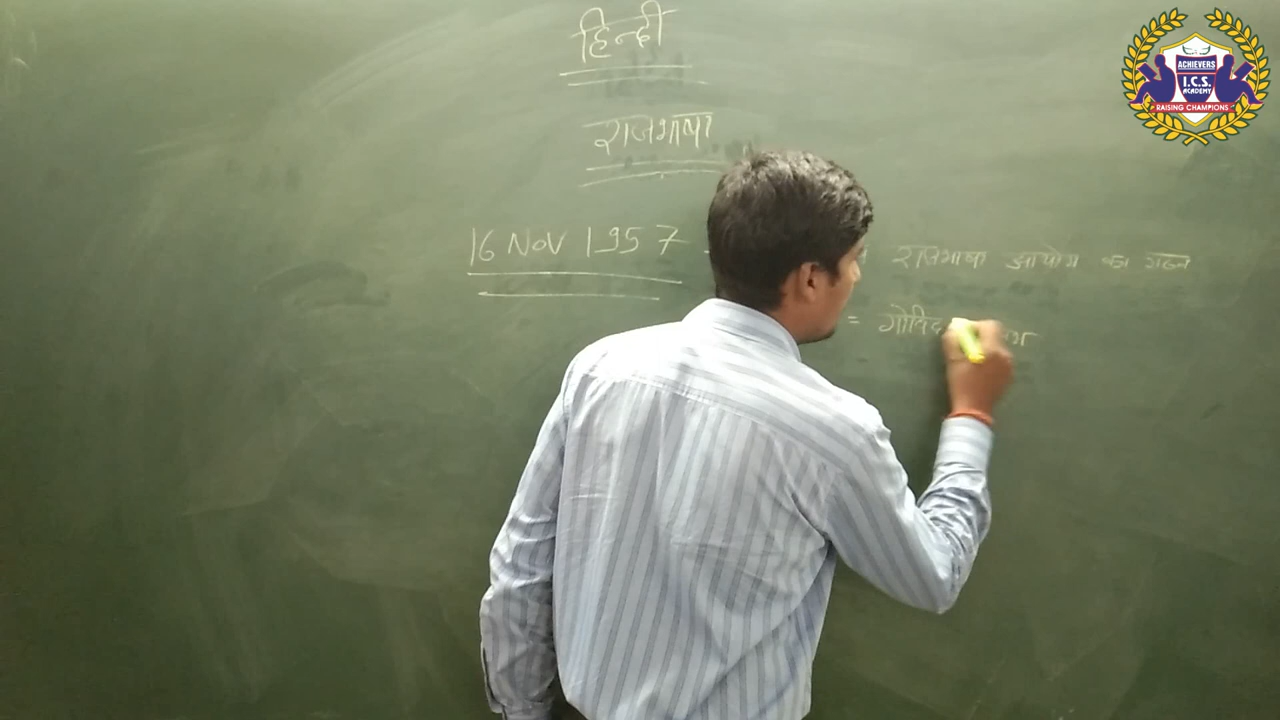 हिन्दी
राजभाषा
16 NOV 1957 राजभाषा आयोग का गठन
= गोविद
ACHIEVERS
I.C.S.
ACADEMY
RAISING CHAMPIONS